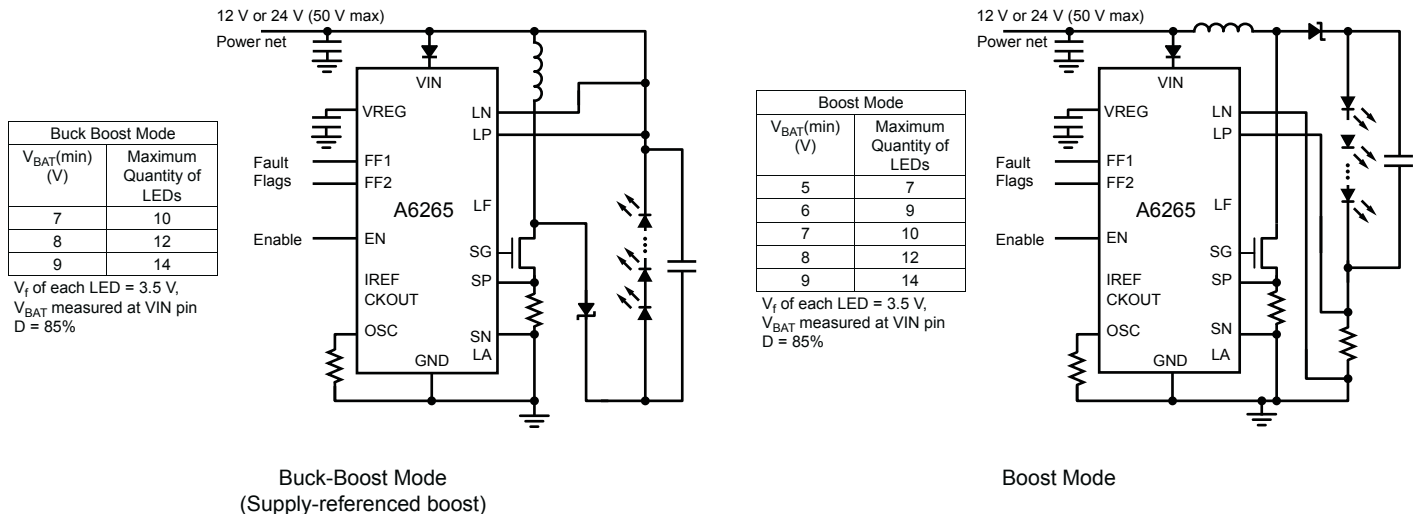 12 V or 24 V (50 V max)
Power net
VIN
VREG
LN
LP
Fault
Flags
FF1
FF2
LF
A6265
Enable
EN
SG
IREF
CKOUT
SP
OSC
SN
LA
GND
Buck Boost Mode
V_BAT(min)
(V)
Maximum
Quantity of
LEDs
7 10
8 12
9 14
V_f of each LED = 3.5 V,
V_BAT measured at VIN pin
D = 85%
Buck-Boost Mode
(Supply-referenced boost)
12 V or 24 V (50 V max)
Power net
VIN
VREG
LN
LP
Fault
Flags
FF1
FF2
LF
A6265
Enable
EN
SG
IREF
CKOUT
SP
OSC
SN
LA
GND
Boost Mode
V_BAT(min)
(V)
Maximum
Quantity of
LEDs
5 7
6 9
7 10
8 12
9 14
V_f of each LED = 3.5 V,
V_BAT measured at VIN pin
D = 85%
Boost Mode